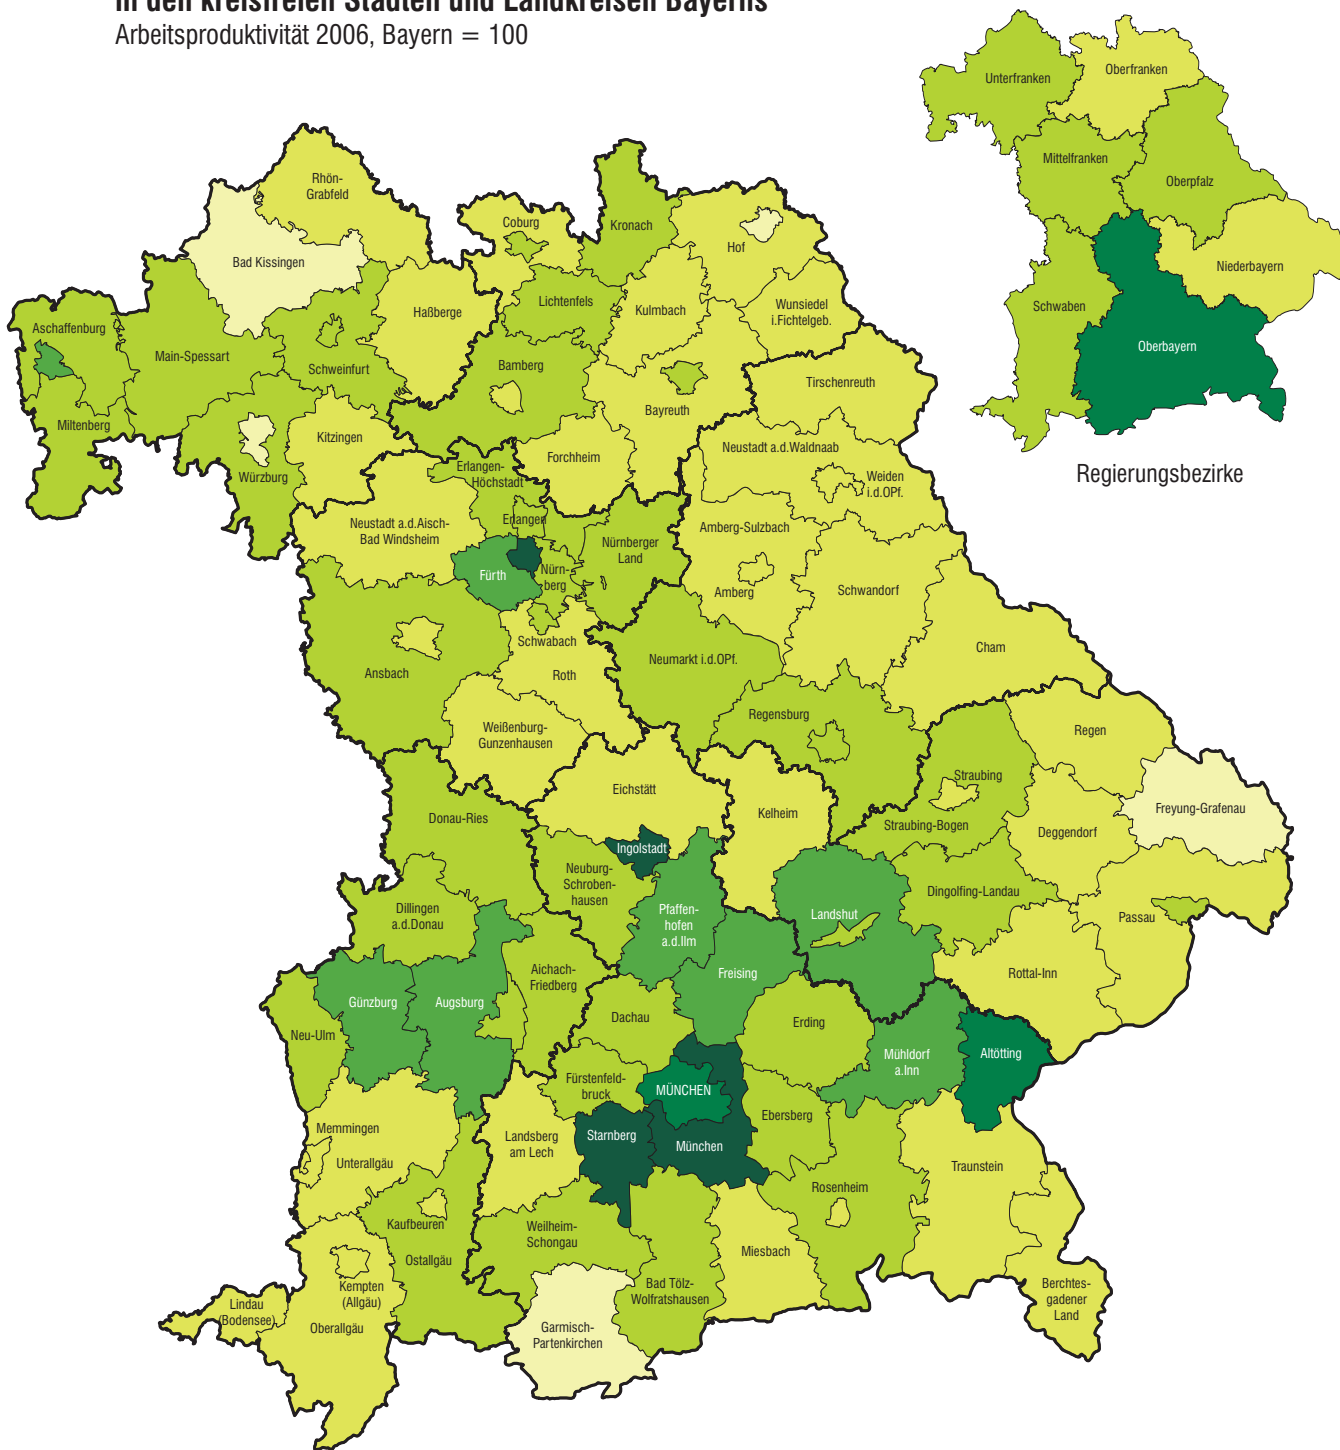 in den kreisfreien Städten und Landkreisen Bayerns
Arbeitsproduktivität 2006, Bayern = 100
Unterfranken
Oberfranken
Mittelfranken
Oberpfalz
Schwaben
Niederbayern
Oberbayern
Regierungsbezirke
Rhön-
Grabfeld
Bad Kissingen
Coburg
Kronach
Hof
Haßberge
Lichtenfels
Kulmbach
Wunsiedel
i.Fichtelgeb.
Aschaffenburg
Main-Spessart
Schweinfurt
Bamberg
Bayreuth
Tirschenreuth
Miltenberg
Würzburg
Kitzingen
Forchheim
Neustadt a.d.Waldnaab
Weiden
i.d.OPf.
Erlangen-
Höchstadt
Erlangen
Neustadt a.d.Aisch-
Bad Windsheim
Fürth
Nürn-
berg
Nürnberger
Land
Amberg-Sulzbach
Amberg
Schwandorf
Cham
Ansbach
Schwabach
Roth
Neumarkt i.d.OPf.
Weißenburg-
Gunzenhausen
Regensburg
Regen
Straubing
Straubing-Bogen
Freyung-Grafenau
Deggendorf
Eichstätt
Kelheim
Donau-Ries
Ingolstadt
Neuburg-
Schroben-
hausen
Dingolfing-Landau
Passau
Dillingen
a.d.Donau
Pfaffen-
hofen
a.d.Ilm
Landshut
Rottal-Inn
Günzburg
Augsburg
Aichach-
Friedberg
Freising
Neu-Ulm
Dachau
Erding
Mühldorf
a.Inn
Altötting
Fürstenfeld-
bruck
MÜNCHEN
Ebersberg
Memmingen
Unterallgäu
Landsberg
am Lech
Starnberg
München
Traunstein
Rosenheim
Kaufbeuren
Ostallgäu
Weilheim-
Schongau
Miesbach
Bad Tölz-
Wolfratshausen
Kempten
(Allgäu)
Lindau
(Bodensee)
Oberallgäu
Garmisch-
Partenkirchen
Berchtes-
gadener
Land